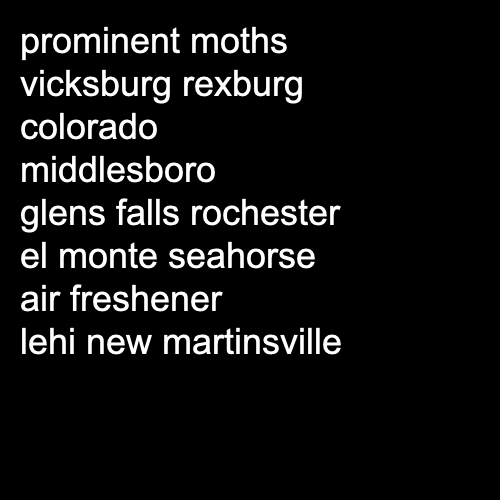 prominent moths
vicksburg rexburg
colorado
middlesboro
glens falls rochester
el monte seahorse
air freshener
lehi new martinsville